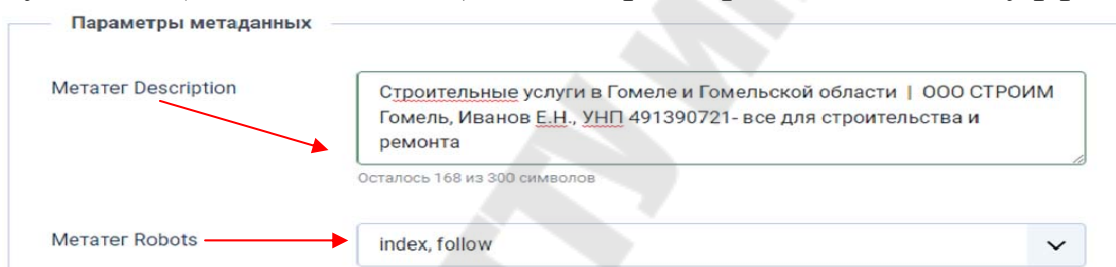 Параметры метаданных
Метатег Description
Строительные услуги в Гомеле и Гомельской области | ООО СТРОИМ
Гомель, Иванов Е.Н., УНП 491390721- все для строительства и
ремонта
Осталось 168 из 300 символов
Метатег Robots
index, follow